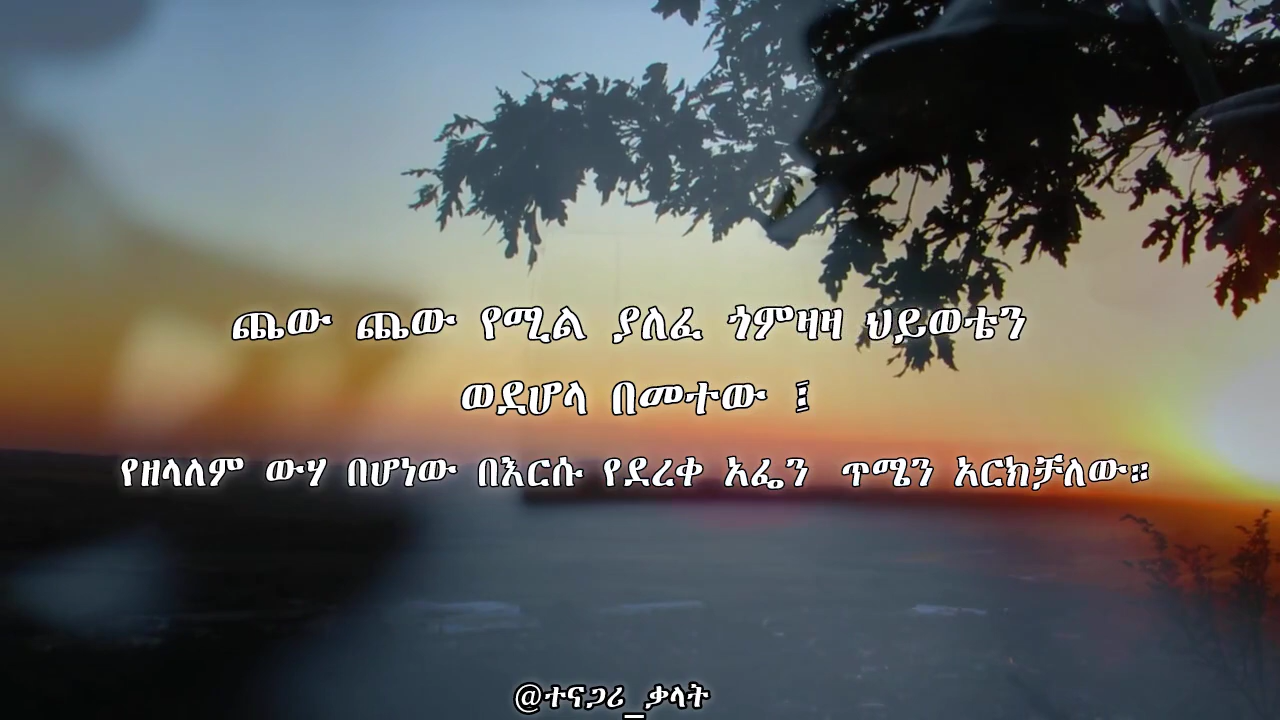 ጨው ጨው የሚል ያለፈ ጎምዛዛ ህይወቴን
ወደሆላ በመተው ፤
የዘላለም ውሃ በሆነው በእርሱ የደረቀ አፌን ጥሜን አርክቻለው።
@ተናጋሪ_ቃላት